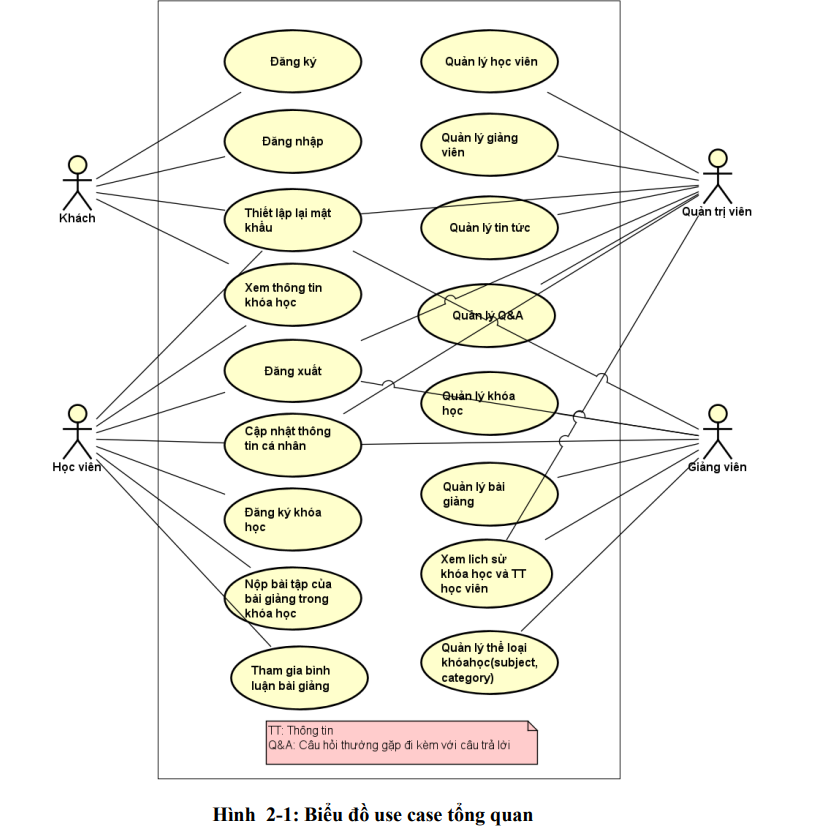 Đăng ký
Quản lý học viên
Đăng nhập
Quản lý giảng
viên
Khách
Quản trị viên
Thiết lập lại mật
khẩu
Quản lý tin tức
Xem thông tin
khóa học
Quản lý Q&A
Đăng xuất
Quản lý khóa
học
Học viên
Giảng viên
Cập nhật thông
tin cá nhân
Quản lý bài
giảng
Đăng ký khóa
học
Xem lich sử
khóa học và TT
học viên
Nộp bài tập của
bài giảng trong
khóa học
Quản lý thể loại
khóahọc(subject,
category)
Tham gia bình
luận bài giảng
TT: Thông tin
Q&A: Câu hỏi thướng gặp đi kèm với câu trả lới
Hình 2-1: Biểu đồ use case tổng quan